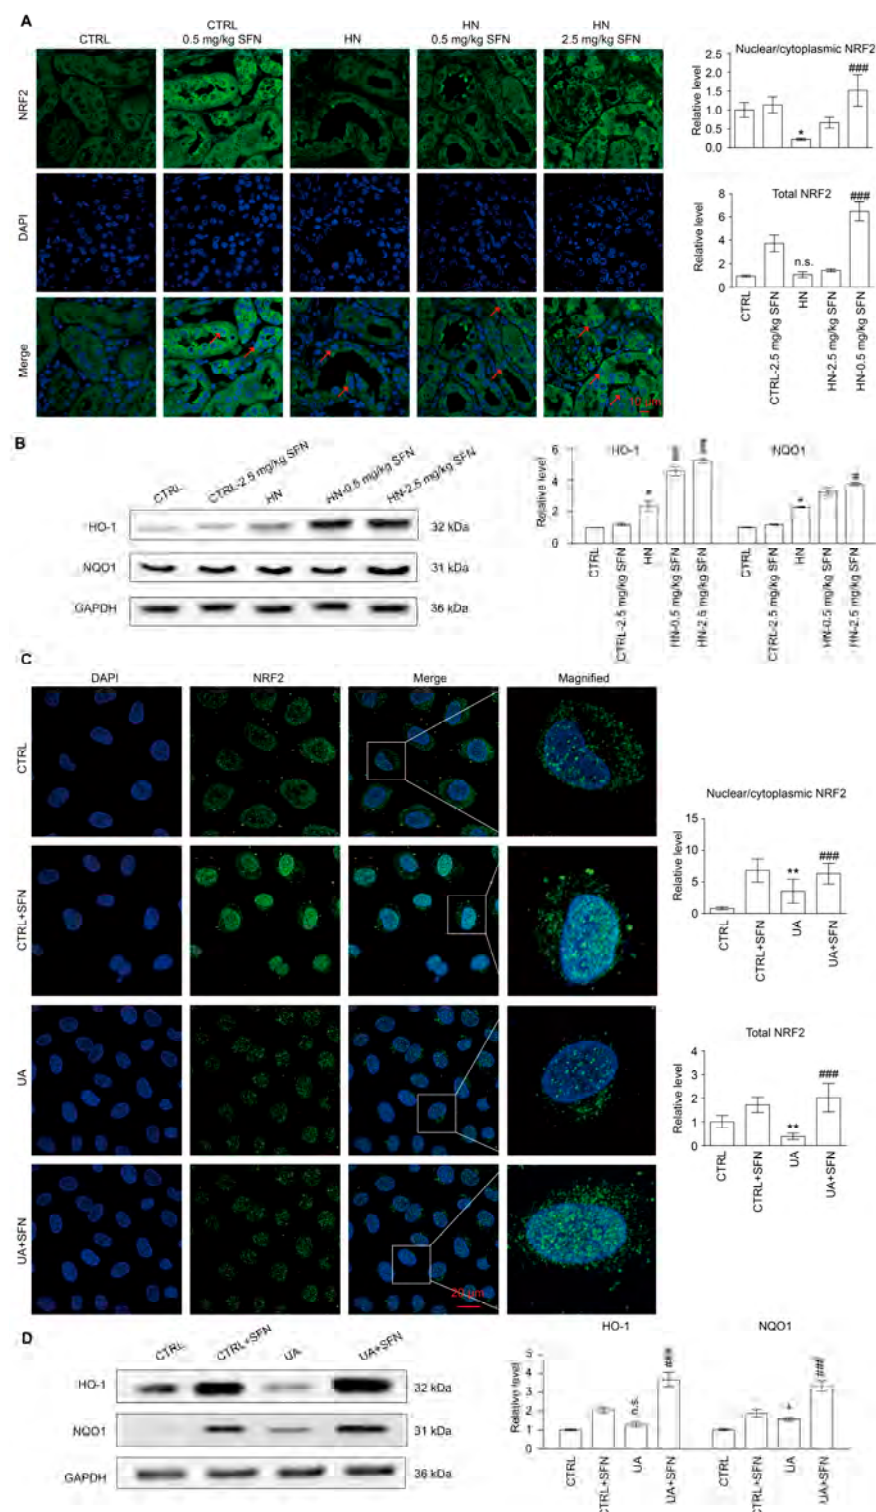 A
CTRL
CTRL
0.5 mg/kg SFN
HN
HN
0.5 mg/kg SFN
HN
2.5 mg/kg SFN
NRF2
DAPI
Merge
10 μm
Nuclear/cytoplasmic NRF2
Relative level
2.5
2.0
1.5
1.0
0.5
0.0
*
###
Total NRF2
Relative level
8
6
4
2
0
n.s.
###
CTRL
CTRL-2.5 mg/kg SFN
HN
HN-2.5 mg/kg SFN
HN-0.5 mg/kg SFN
B
CTRL
CTRL-2.5 mg/kg SFN
HN
HN-0.5 mg/kg SFN
HN-2.5 mg/kg SFN
HO-1
32 kDa
NQO1
31 kDa
GAPDH
36 kDa
HO-1
NQO1
Relative level
6
4
2
0
CTRL
CTRL-2.5 mg/kg SFN
HN
HN-0.5 mg/kg SFN
HN-2.5 mg/kg SFN
CTRL
CTRL-2.5 mg/kg SFN
HN
HN-0.5 mg/kg SFN
HN-2.5 mg/kg SFN
C
DAPI
NRF2
Merge
Magnified
CTRL
CTRL+SFN
UA
UA+SFN
20 μm
Nuclear/cytoplasmic NRF2
Relative level
15
10
5
0
**
###
CTRL
CTRL+SFN
UA
UA+SFN
Total NRF2
Relative level
4
3
2
1
0
**
###
CTRL
CTRL+SFN
UA
UA+SFN
D
CTRL
CTRL+SFN
UA
UA+SFN
HO-1
32 kDa
NQO1
31 kDa
GAPDH
36 kDa
HO-1
NQO1
Relative level
5
4
3
2
1
0
n.s.
###
###
CTRL
CTRL+SFN
UA
UA+SFN
CTRL
CTRL+SFN
UA
UA+SFN